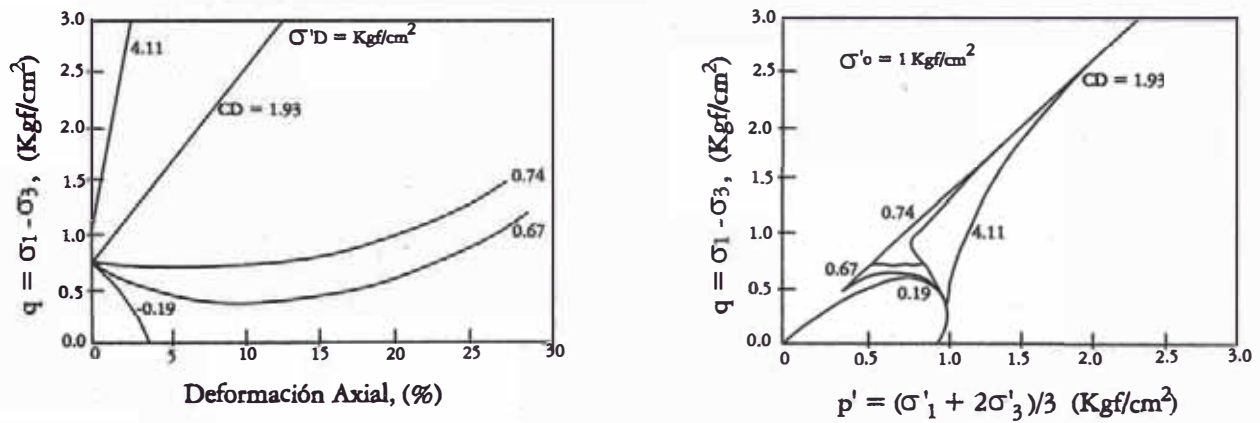 q = σ1 - σ3, (Kgf/cm²)
3.0
2.5
2.0
1.5
1.0
0.5
0.0
4.11
σ'D = Kgf/cm²
CD = 1.93
0.74
0.67
-0.19
0 5 10 15 20 25 30
Deformación Axial, (%)
q = σ1 - σ3, (Kgf/cm²)
3.0
2.5
2.0
1.5
1.0
0.5
0.0
σ'o = 1 Kgf/cm²
CD = 1.93
0.74
4.11
0.67
0.19
0 0.5 1.0 1.5 2.0 2.5 3.0
p' = (σ'1 + 2σ'3)/3 (Kgf/cm²)